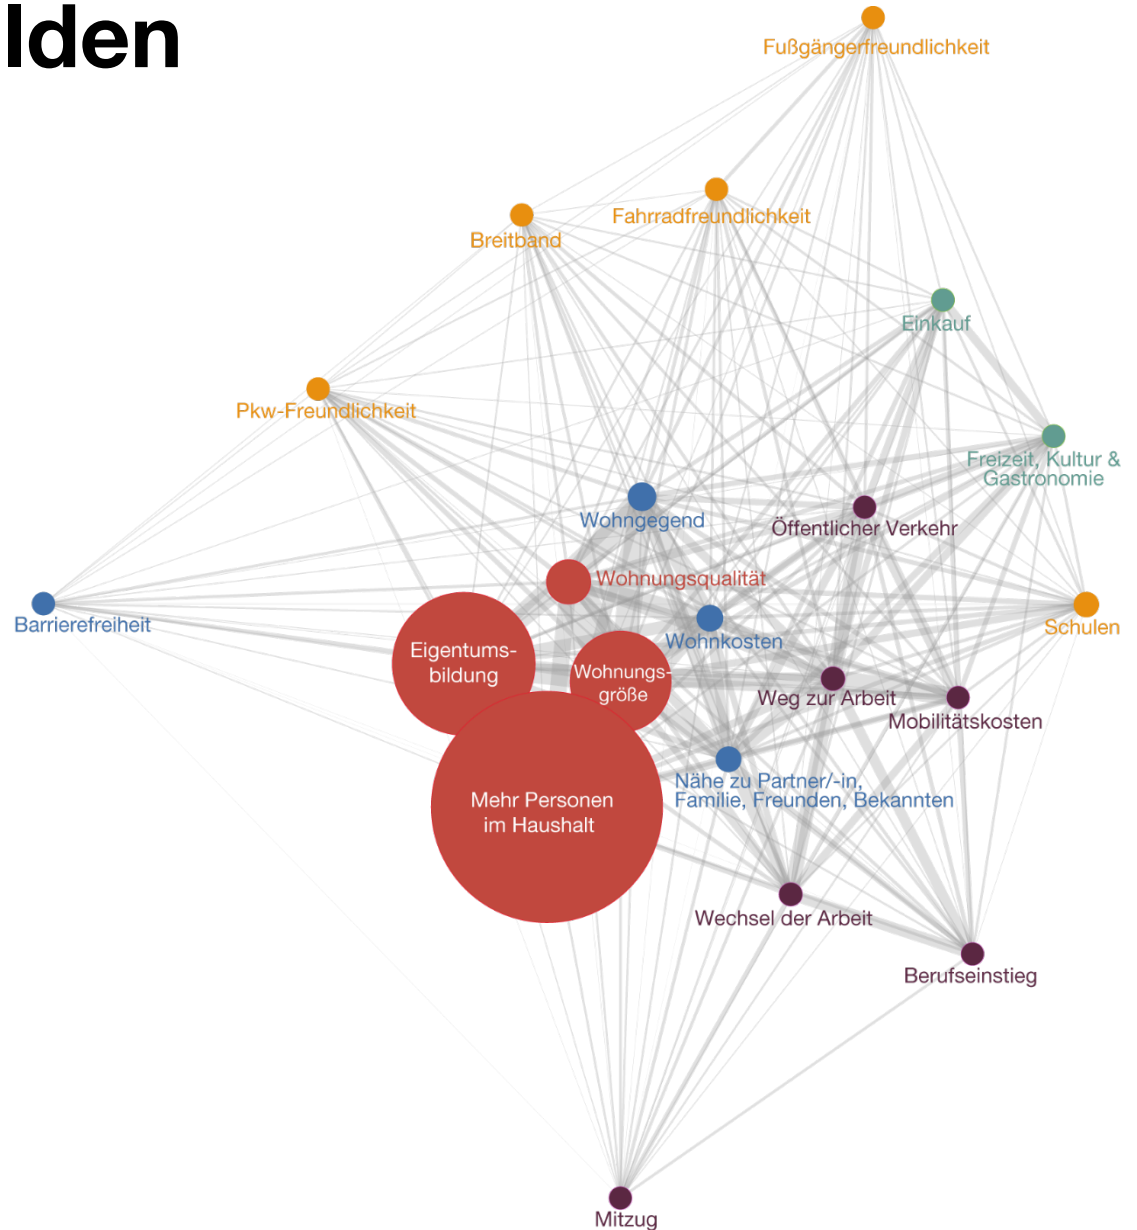 lden
Fußgängerfreundlichkeit
Fahrradfreundlichkeit
Breitband
Einkauf
Pkw-Freundlichkeit
Freizeit, Kultur &
Gastronomie
Wohngegend
Öffentlicher Verkehr
Wohnungsqualität
Barrierefreiheit
Schulen
Wohnkosten
Eigentums-
bildung
Wohnungs-
größe
Weg zur Arbeit
Mobilitätskosten
Nähe zu Partner/-in,
Familie, Freunden, Bekannten
Mehr Personen
im Haushalt
Wechsel der Arbeit
Berufseinstieg
Mitzug